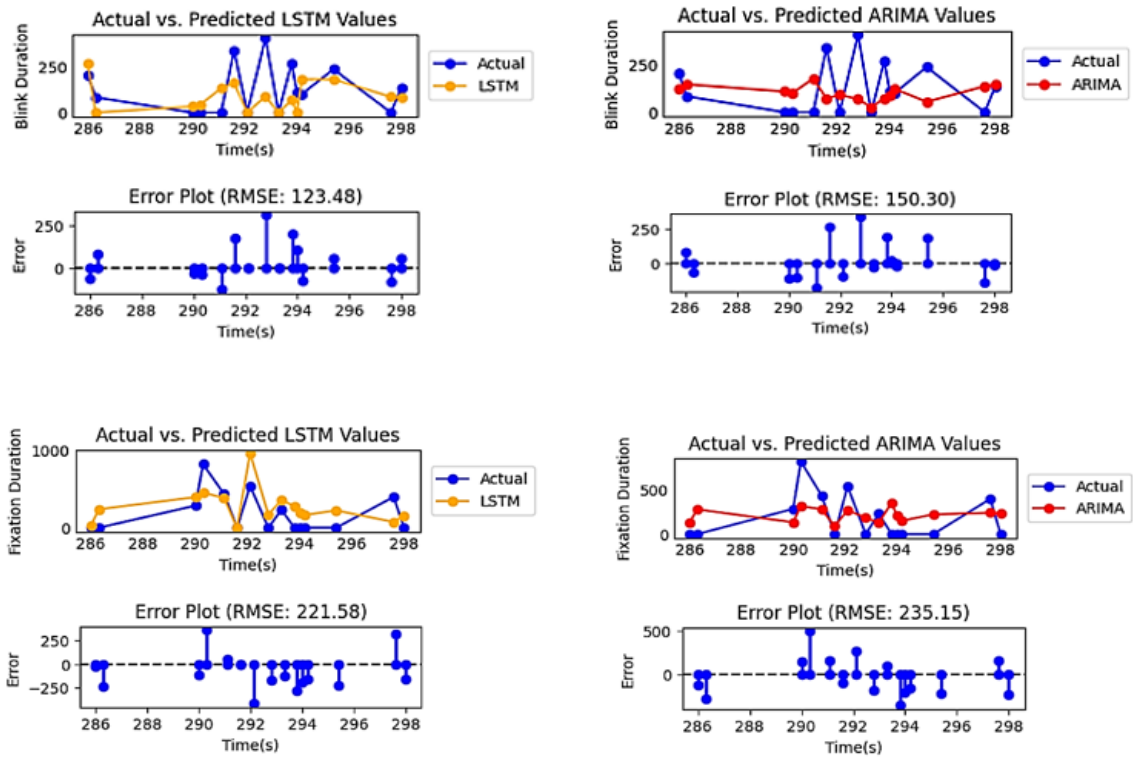 Actual vs. Predicted LSTM Values
Blink Duration
250
0
286 288 290 292 294 296 298
Time(s)
Actual
LSTM
Actual vs. Predicted ARIMA Values
Blink Duration
250
0
286 288 290 292 294 296 298
Time(s)
Actual
ARIMA
Error Plot (RMSE: 123.48)
Error
250
0
286 288 290 292 294 296 298
Time(s)
Error Plot (RMSE: 150.30)
Error
250
0
286 288 290 292 294 296 298
Time(s)
Actual vs. Predicted LSTM Values
Fixation Duration
1000
0
286 288 290 292 294 296 298
Time(s)
Actual
LSTM
Actual vs. Predicted ARIMA Values
Fixation Duration
500
0
286 288 290 292 294 296 298
Time(s)
Actual
ARIMA
Error Plot (RMSE: 221.58)
Error
250
0
−250
286 288 290 292 294 296 298
Time(s)
Error Plot (RMSE: 235.15)
Error
500
0
286 288 290 292 294 296 298
Time(s)